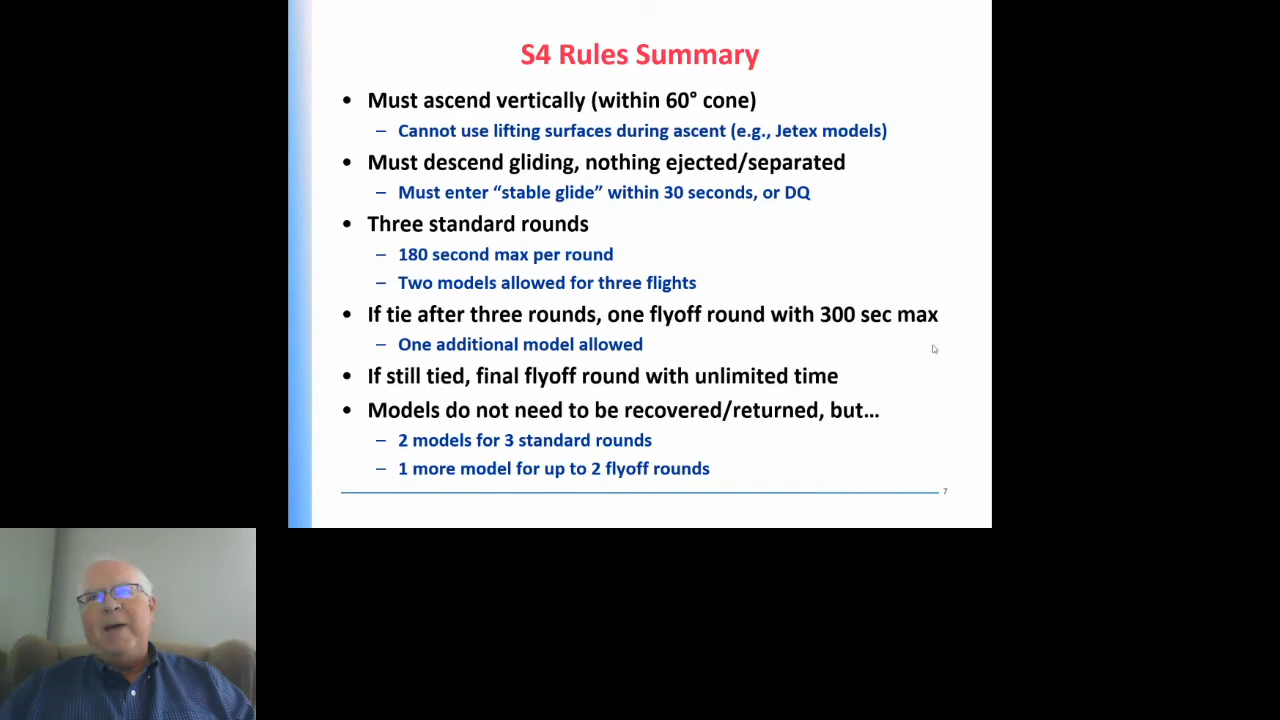 S4 Rules Summary
• Must ascend vertically (within 60° cone)
– Cannot use lifting surfaces during ascent (e.g., Jetex models)
• Must descend gliding, nothing ejected/separated
– Must enter “stable glide” within 30 seconds, or DQ
• Three standard rounds
– 180 second max per round
– Two models allowed for three flights
• If tie after three rounds, one flyoff round with 300 sec max
– One additional model allowed
• If still tied, final flyoff round with unlimited time
• Models do not need to be recovered/returned, but…
– 2 models for 3 standard rounds
– 1 more model for up to 2 flyoff rounds
7